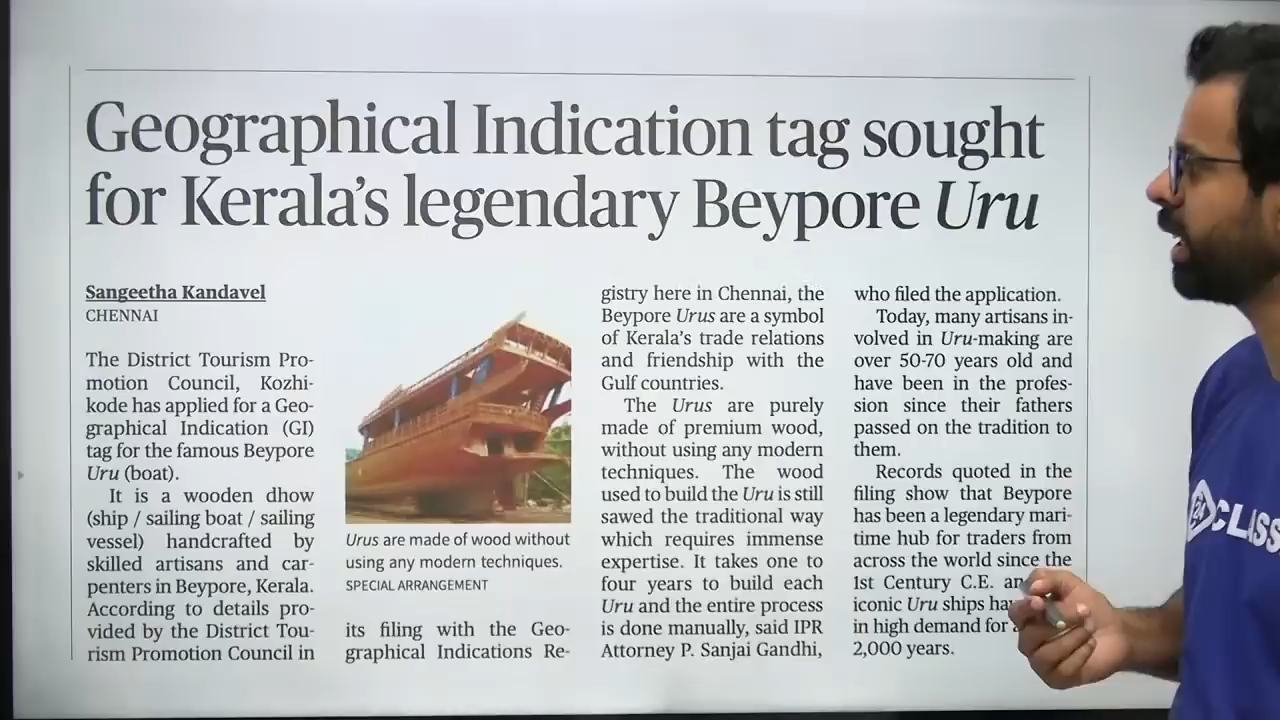 Geographical Indication tag sought
for Kerala's legendary Beypore Uru
Sangeetha Kandavel
CHENNAI
The District Tourism Pro-
motion Council, Kozhi-
kode has applied for a Geo-
graphical Indication (GI)
tag for the famous Beypore
Uru (boat).
It is a wooden dhow
(ship / sailing boat / sailing
vessel) handcrafted by
skilled artisans and car-
penters in Beypore, Kerala.
According to details pro-
vided by the District Tou-
rism Promotion Council in
Urus are made of wood without
using any modern techniques.
SPECIAL ARRANGEMENT
its filing with the Geo-
graphical Indications Re-
gistry here in Chennai, the
Beypore Urus are a symbol
of Kerala's trade relations
and friendship with the
Gulf countries.
The Urus are purely
made of premium wood,
without using any modern
techniques. The wood
used to build the Uru is still
sawed the traditional way
which requires immense
expertise. It takes one to
four years to build each
Uru and the entire process
is done manually, said IPR
Attorney P. Sanjai Gandhi,
who filed the application.
Today, many artisans in-
volved in Uru-making are
over 50-70 years old and
have been in the profes-
sion since their fathers
passed on the tradition to
them.
Records quoted in the
filing show that Beypore
has been a legendary mari-
time hub for traders from
across the world since the
1st Century C.E. an
iconic Uru ships ha
in high demand for
2,000 years.
CLASS